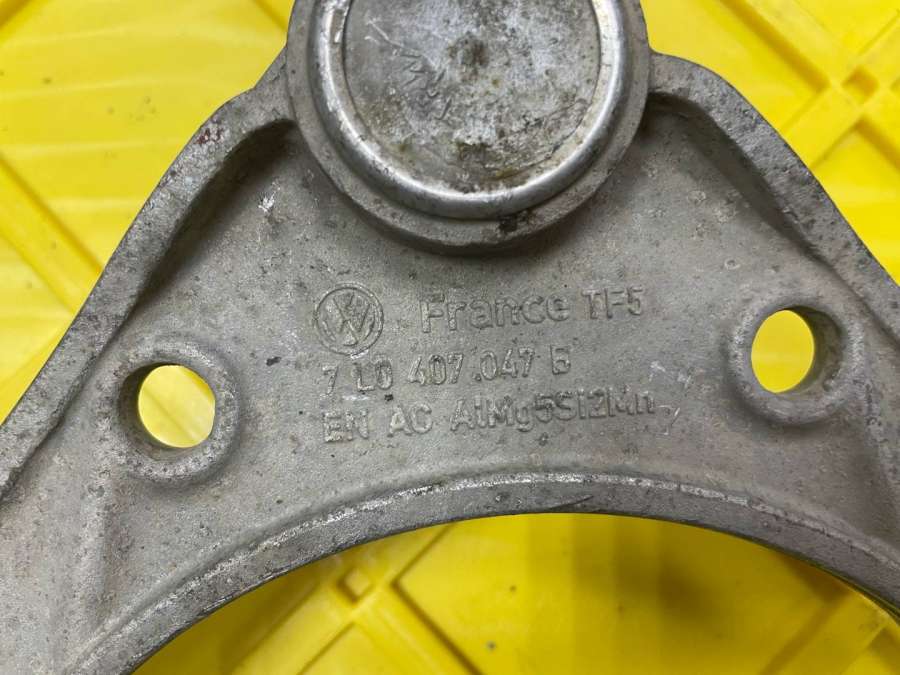 France TF5
7 L0 407.047 B
EN AC AlMg5Si2Mn